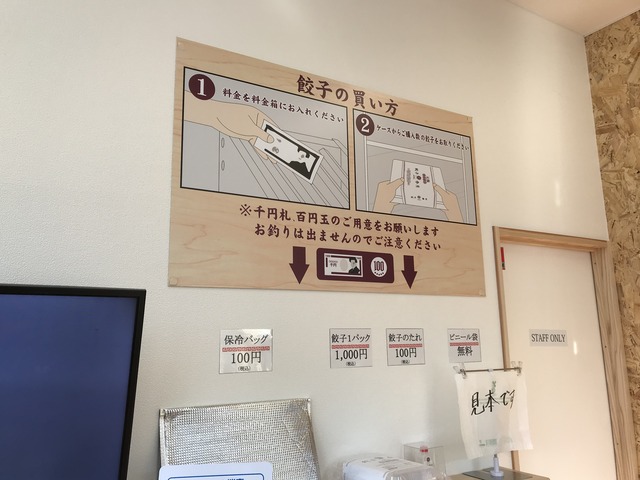 餃子の買い方
1
料金を料金箱にお入れください
2
ケースからご購入数の餃子をお取りください
※千円札、百円玉のご用意をお願いします
お釣りは出ませんのでご注意ください
100
保冷バッグ
100円
(税込)
餃子1パック
1,000円
(税込)
餃子のたれ
100円
(税込)
ビニール袋
無料
STAFF ONLY
見本です